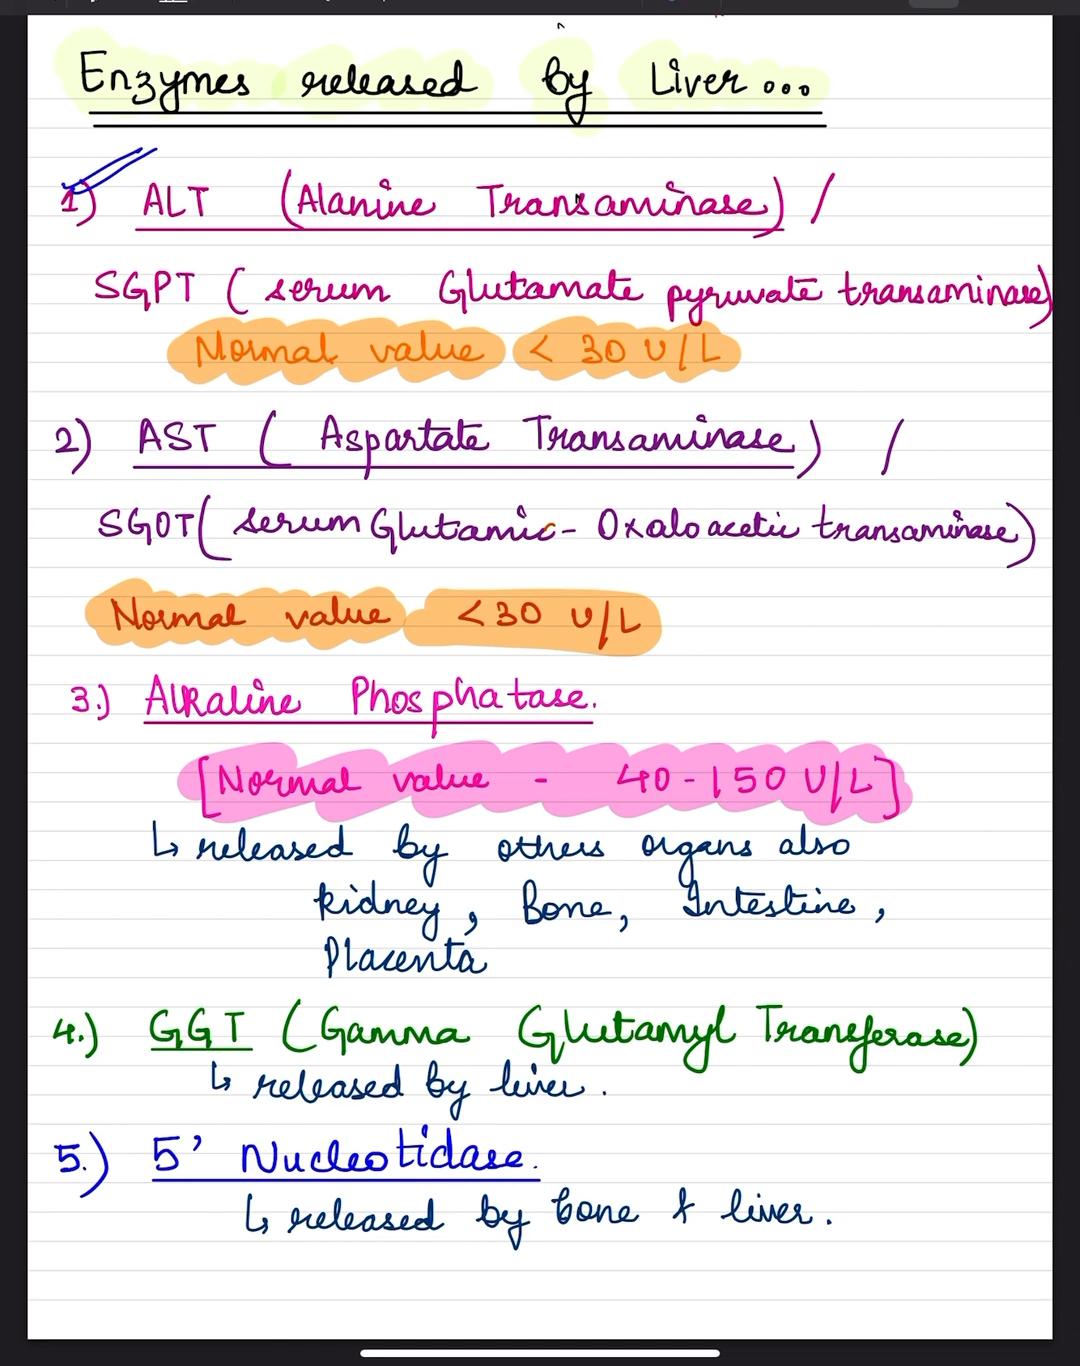 Enzymes released by Liver...
1) ALT (Alanine Transaminase) /
SGPT ( serum Glutamate pyruvate transaminase)
Normal value < 30 U/L
2) AST ( Aspartate Transaminase) /
SGOT( serum Glutamic - Oxaloacetic transaminase)
Normal value <30 U/L
3.) Alkaline Phosphatase.
[Normal value - 40-150 U/L]
↳ released by others organs also
kidney, Bone, Intestine,
Placenta
4.) GGT (Gamma Glutamyl Transferase)
↳ released by liver.
5.) 5' Nucleotidase.
↳ released by bone & liver.